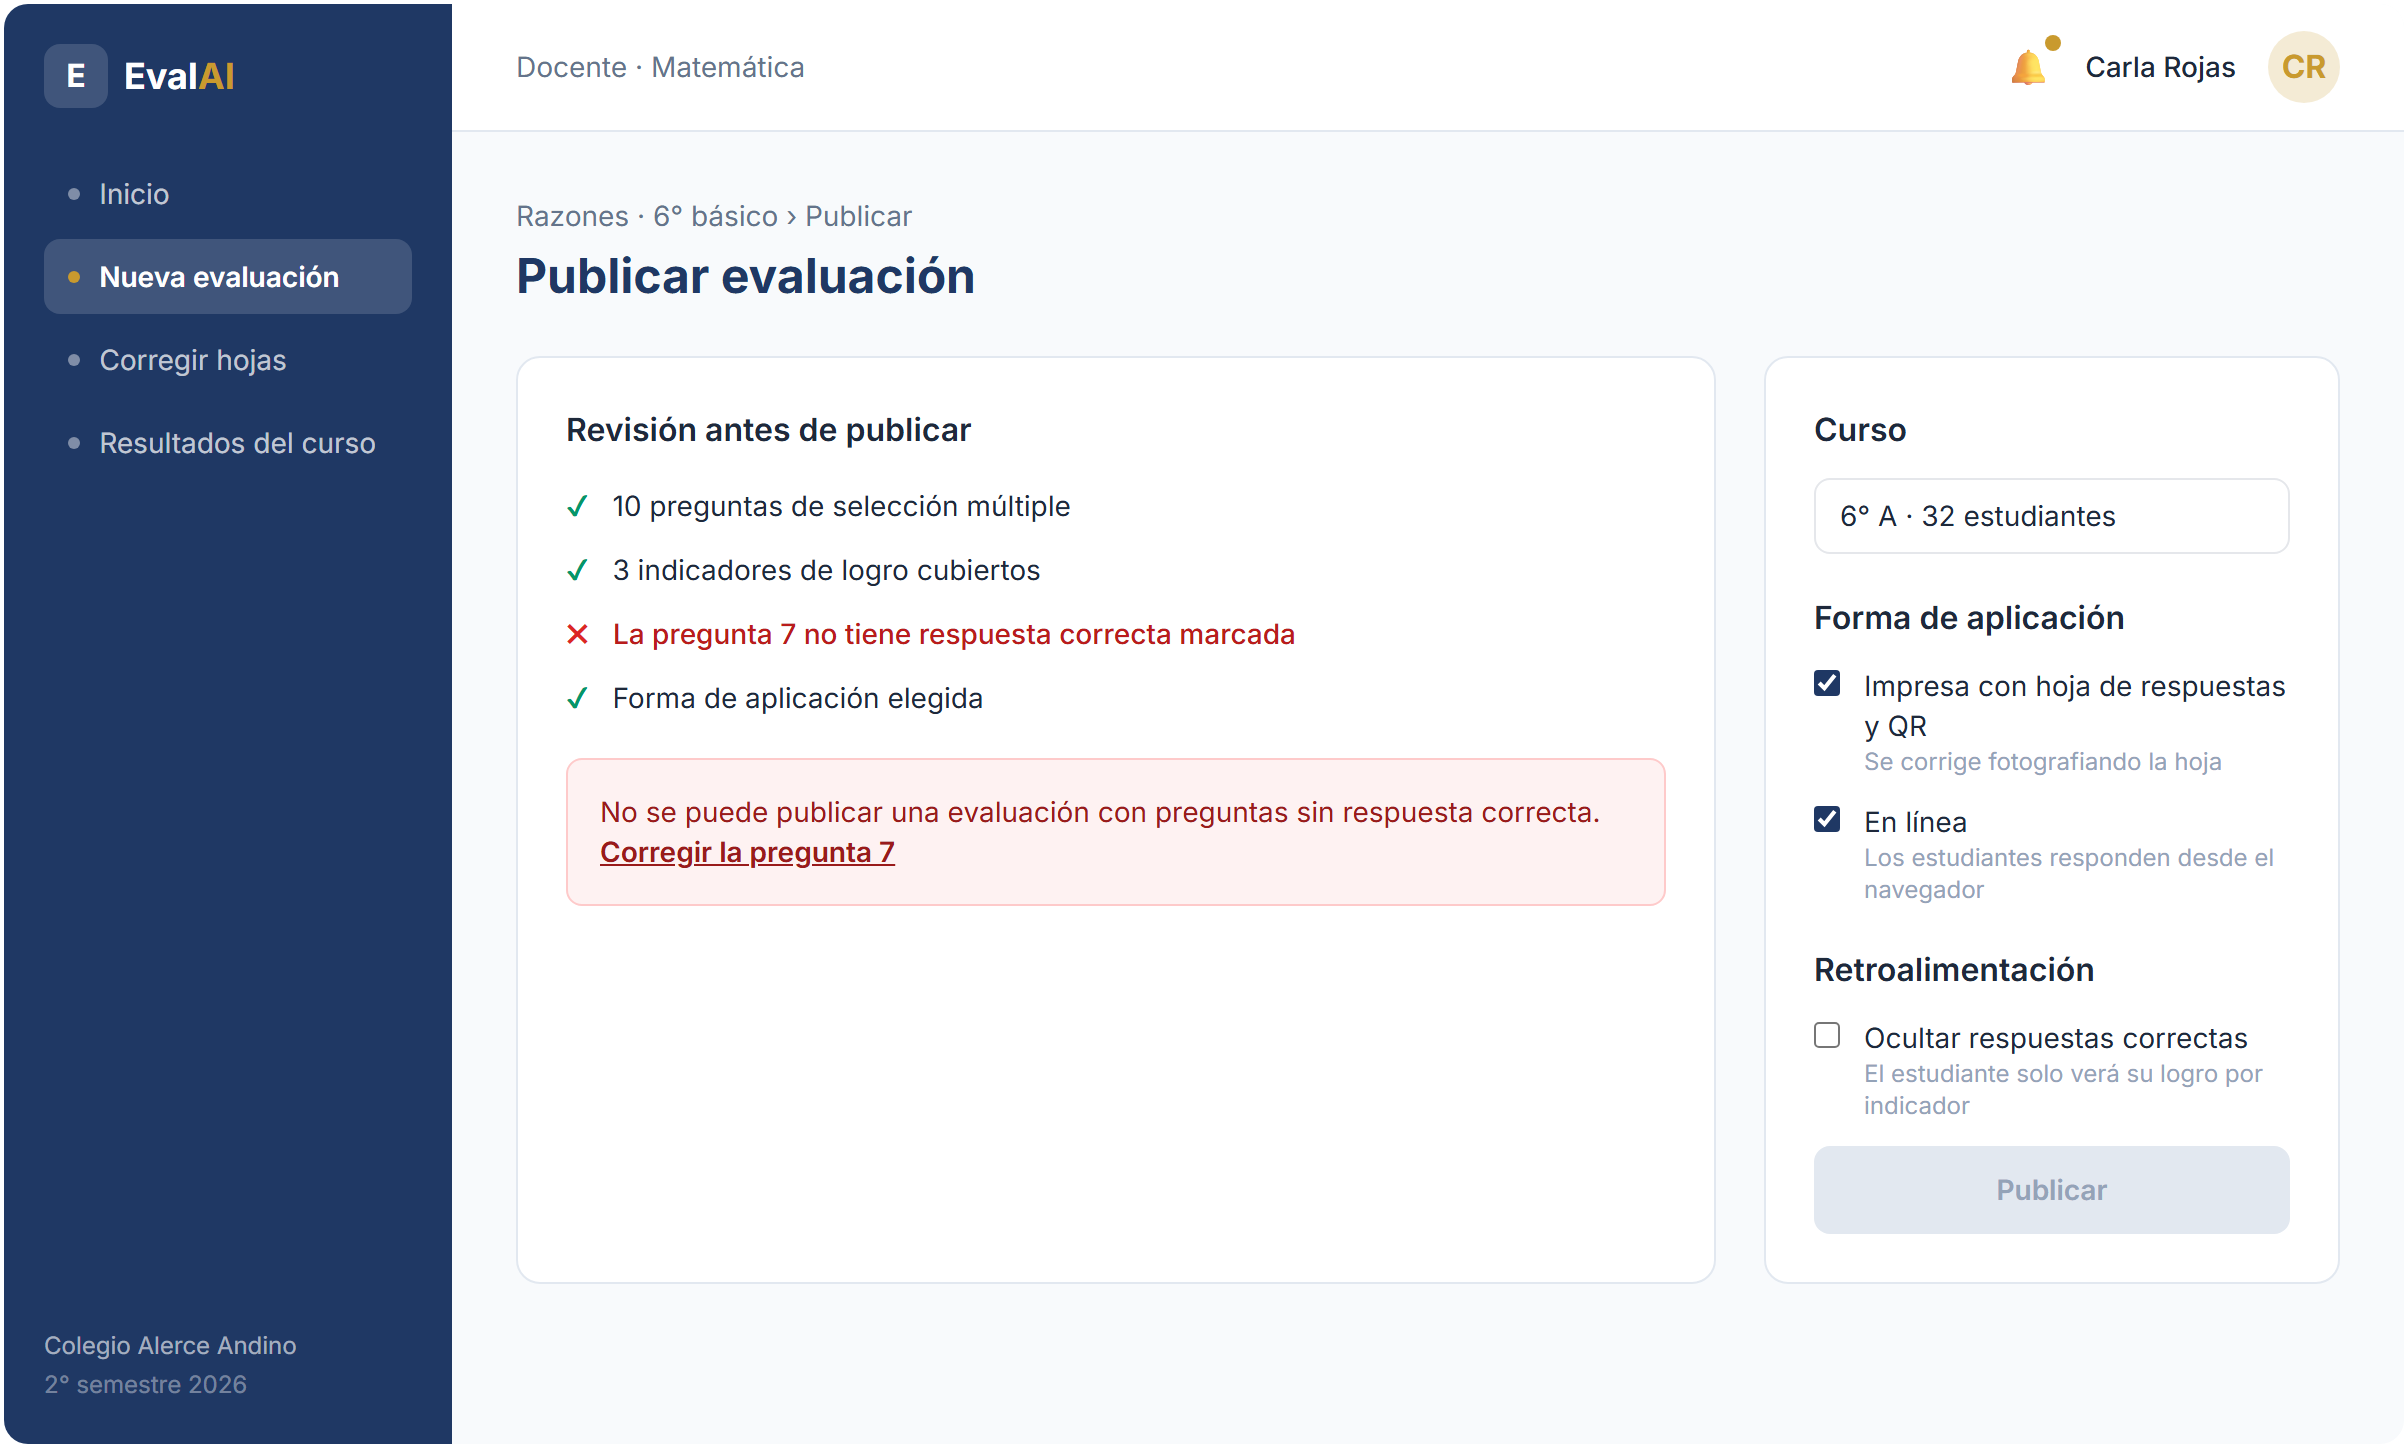 E EvalAI
Inicio
Nueva evaluación
Corregir hojas
Resultados del curso
Colegio Alerce Andino
2° semestre 2026
Docente · Matemática
Carla Rojas CR
Razones · 6° básico › Publicar
Publicar evaluación
Revisión antes de publicar
✓ 10 preguntas de selección múltiple
✓ 3 indicadores de logro cubiertos
✕ La pregunta 7 no tiene respuesta correcta marcada
✓ Forma de aplicación elegida
No se puede publicar una evaluación con preguntas sin respuesta correcta.
Corregir la pregunta 7
Curso
6° A · 32 estudiantes
Forma de aplicación
Impresa con hoja de respuestas
y QR
Se corrige fotografiando la hoja
En línea
Los estudiantes responden desde el
navegador
Retroalimentación
Ocultar respuestas correctas
El estudiante solo verá su logro por
indicador
Publicar